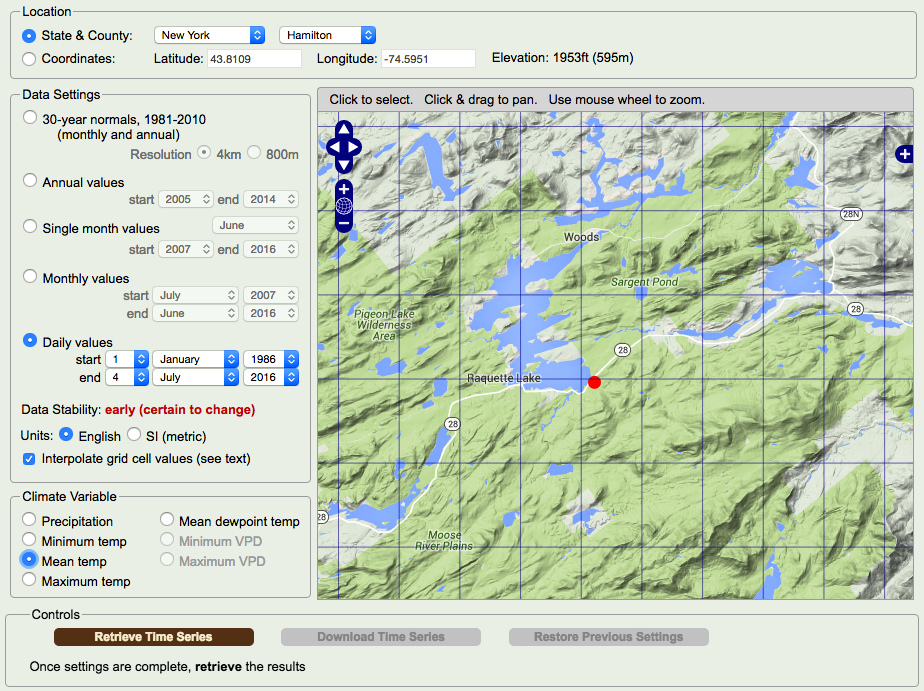 Location
State & County: New York Hamilton
Coordinates: Latitude: 43.8109 Longitude: -74.5951 Elevation: 1953ft (595m)
Data Settings
30-year normals, 1981-2010
(monthly and annual)
Resolution 4km 800m
Annual values
start 2005 end 2014
Single month values June
start 2007 end 2016
Monthly values
start July 2007
end June 2016
Daily values
start 1 January 1986
end 4 July 2016
Data Stability: early (certain to change)
Units: English SI (metric)
Interpolate grid cell values (see text)
Climate Variable
Precipitation Mean dewpoint temp
Minimum temp Minimum VPD
Mean temp Maximum VPD
Maximum temp
Click to select. Click & drag to pan. Use mouse wheel to zoom.
28N
Woods
Sargent Pond
28
Pigeon Lake
Wilderness
Area
28
Raquette Lake
28
28
Moose
River Plains
Controls
Retrieve Time Series Download Time Series Restore Previous Settings
Once settings are complete, retrieve the results